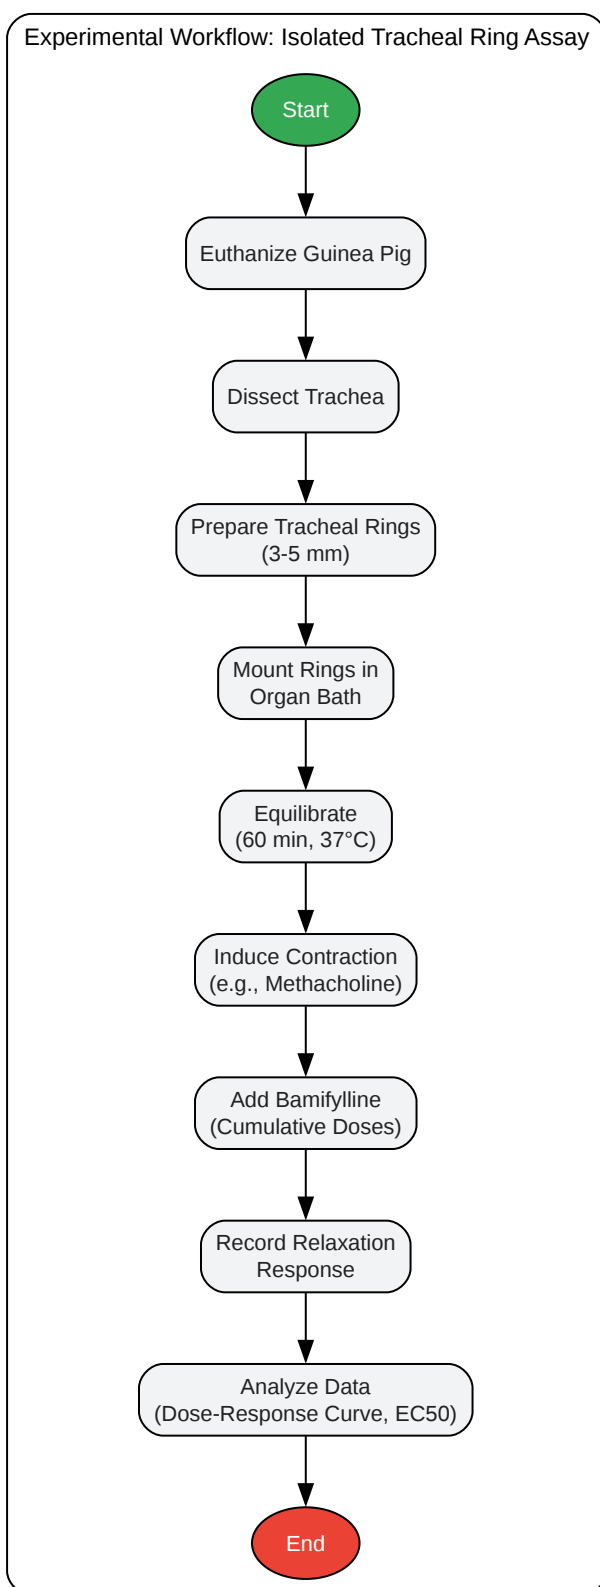 Experimental Workflow: Isolated Tracheal Ring Assay
Start
Euthanize Guinea Pig
Dissect Trachea
Prepare Tracheal Rings
(3-5 mm)
Mount Rings in
Organ Bath
Equilibrate
(60 min, 37°C)
Induce Contraction
(e.g., Methacholine)
Add Bamifylline
(Cumulative Doses)
Record Relaxation
Response
Analyze Data
(Dose-Response Curve, EC50)
End